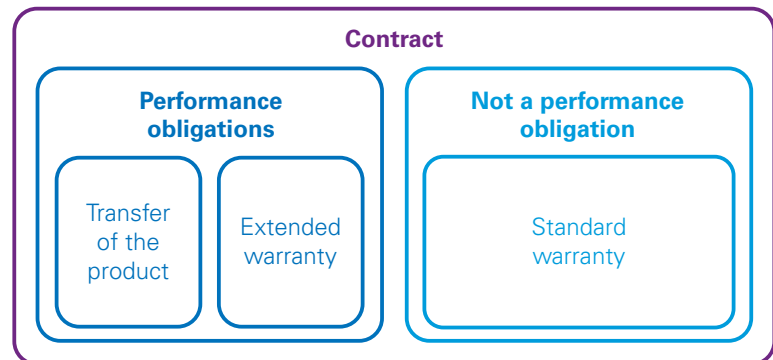 Contract
Performance
obligations
Transfer
of the
product
Extended
warranty
Not a performance
obligation
Standard
warranty